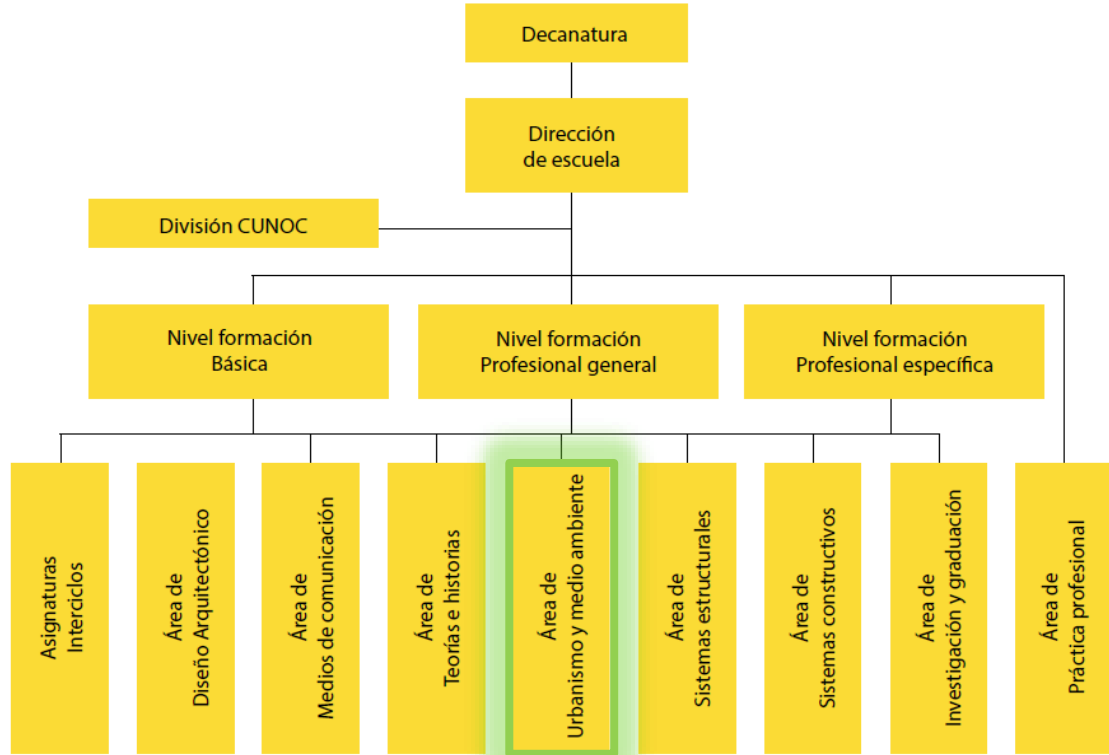 Decanatura
Dirección
de escuela
División CUNOC
Nivel formación
Básica
Nivel formación
Profesional general
Nivel formación
Profesional específica
Asignaturas
Interciclos
Área de
Diseño Arquitectónico
Área de
Medios de comunicación
Área de
Teorías e historias
Área de
Urbanismo y medio ambiente
Área de
Sistemas estructurales
Área de
Sistemas constructivos
Área de
Investigación y graduación
Área de
Práctica profesional